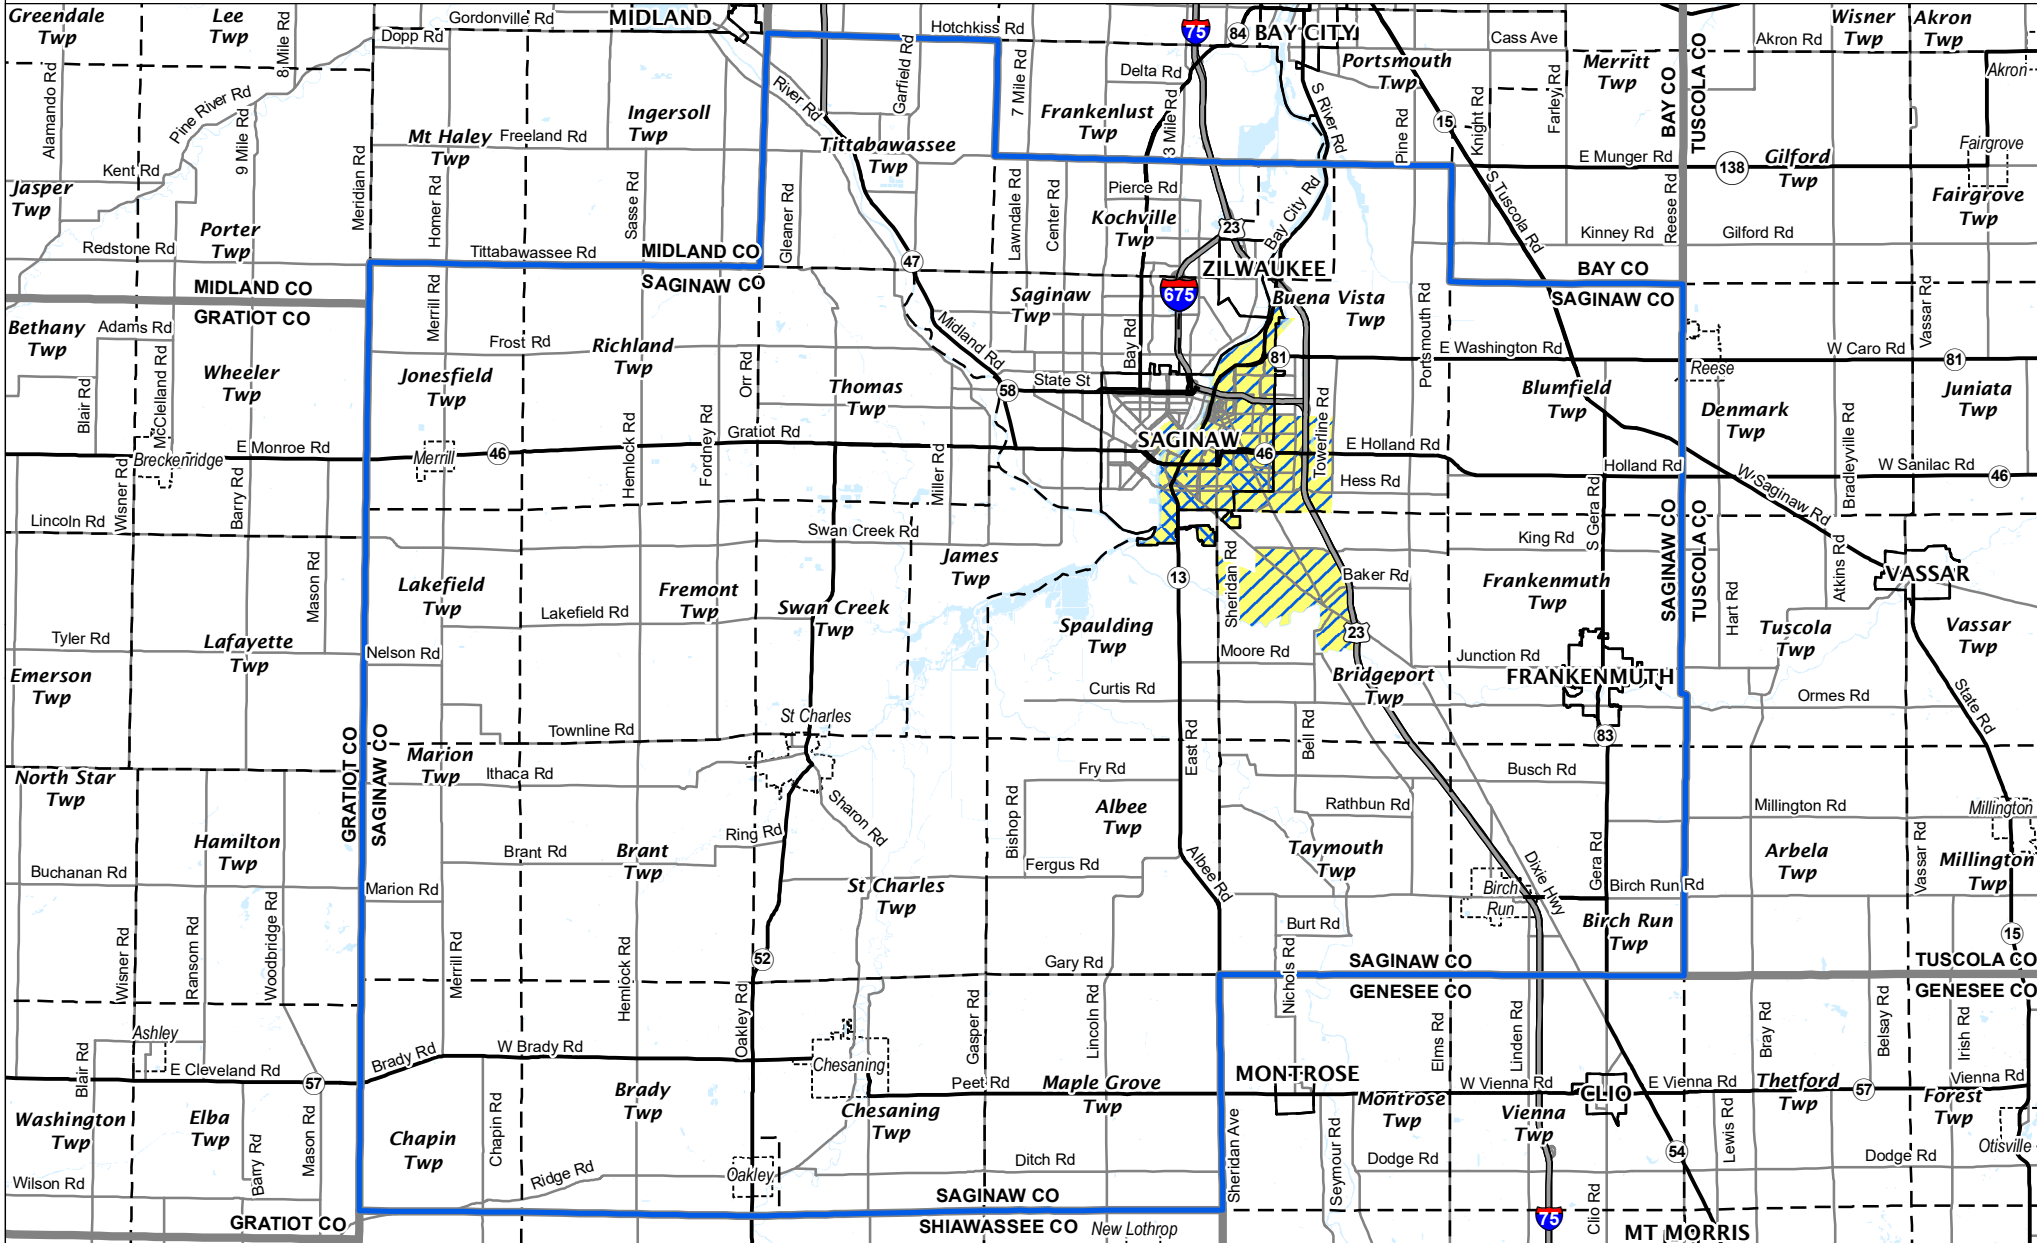 Greendale
Twp
Lee
Twp
8 Mile Rd
Gordonville Rd
Dopp Rd
MIDLAND
Hotchkiss Rd
75
84
BAY CITY
Cass Ave
Akron Rd
Wisner
Twp
Akron
Twp
Akron
Alamando Rd
Pine River Rd
9 Mile Rd
Meridian Rd
Kent Rd
Jasper
Twp
Porter
Twp
Redstone Rd
Mt Haley
Twp
Freeland Rd
Ingersoll
Twp
Homer Rd
Sasse Rd
Tittabawassee Rd
MIDLAND CO
SAGINAW CO
River Rd
Garfield Rd
Tittabawassee
Twp
Gleaner Rd
7 Mile Rd
Frankenlust
Twp
Delta Rd
3 Mile Rd
S River Rd
Portsmouth
Twp
Pine Rd
15
Knight Rd
Farley Rd
Merritt
Twp
BAY CO
TUSCOLA CO
E Munger Rd
138
Gilford
Twp
Fairgrove
Fairgrove
Twp
S Tuscola Rd
Reese Rd
Kinney Rd
Gilford Rd
BAY CO
SAGINAW CO
Lawndale Rd
Center Rd
Pierce Rd
Kochville
Twp
23
Bay City Rd
ZILWAUKEE
675
47
Saginaw
Twp
Buena Vista
Twp
Portsmouth Rd
MIDLAND CO
GRATIOT CO
Bethany
Twp
Adams Rd
McClelland Rd
Blair Rd
Wheeler
Twp
Merrill Rd
Frost Rd
Richland
Twp
Jonesfield
Twp
Orr Rd
Midland Rd
Thomas
Twp
58
State St
Bay Rd
81
E Washington Rd
Reese
W Caro Rd
81
Vassar Rd
Blumfield
Twp
Denmark
Twp
Juniata
Twp
E Monroe Rd
Breckenridge
Wisner Rd
Barry Rd
Lincoln Rd
Merrill
46
Hemlock Rd
Fordney Rd
Gratiot Rd
Miller Rd
SAGINAW
46
Towerline Rd
E Holland Rd
Hess Rd
Holland Rd
Bradleyville Rd
W Sanilac Rd
46
W Saginaw Rd
S Gera Rd
SAGINAW CO
TUSCOLA CO
Swan Creek Rd
James
Twp
13
Sheridan Rd
King Rd
Baker Rd
Frankenmuth
Twp
Hart Rd
Atkins Rd
VASSAR
Mason Rd
Lakefield
Twp
Lakefield Rd
Fremont
Twp
Swan Creek
Twp
Spaulding
Twp
23
Tuscola
Twp
Vassar
Twp
Tyler Rd
Lafayette
Twp
Nelson Rd
Emerson
Twp
Moore Rd
Junction Rd
Bridgeport
Twp
FRANKENMUTH
Curtis Rd
Ormes Rd
State Rd
St Charles
Townline Rd
East Rd
Bell Rd
83
GRATIOT CO
SAGINAW CO
Marion
Twp
Ithaca Rd
North Star
Twp
Fry Rd
Busch Rd
Bishop Rd
Albee
Twp
Rathbun Rd
Millington Rd
Millington
Sharon Rd
Hamilton
Twp
Ring Rd
Brant Rd
Brant
Twp
Taymouth
Twp
Gera Rd
Arbela
Twp
Vassar Rd
Millington
Twp
Buchanan Rd
Fergus Rd
Albee Rd
Dixie Hwy
Birch
Run
Birch Run Rd
Marion Rd
St Charles
Twp
Burt Rd
Birch Run
Twp
15
Wisner Rd
Ransom Rd
Woodbridge Rd
Merrill Rd
Hemlock Rd
52
Gary Rd
Nichols Rd
SAGINAW CO
GENESEE CO
TUSCOLA CO
GENESEE CO
Ashley
Blair Rd
E Cleveland Rd
57
Brady Rd
W Brady Rd
Oakley Rd
Chesaning
Gasper Rd
Lincoln Rd
Peet Rd
Maple Grove
Twp
MONTROSE
Elms Rd
Linden Rd
W Vienna Rd
CLIO
E Vienna Rd
Bray Rd
Thetford
Twp
57
Belsay Rd
Irish Rd
Vienna Rd
Forest
Twp
Washington
Twp
Elba
Twp
Barry Rd
Mason Rd
Chapin
Twp
Chapin Rd
Brady
Twp
Chesaning
Twp
Montrose
Twp
Vienna
Twp
Otisville
Sheridan Ave
Seymour Rd
Dodge Rd
54
Lewis Rd
Dodge Rd
Wilson Rd
Ridge Rd
Oakley
Ditch Rd
GRATIOT CO
SAGINAW CO
SHIAWASSEE CO
New Lothrop
75
Clio Rd
MT MORRIS